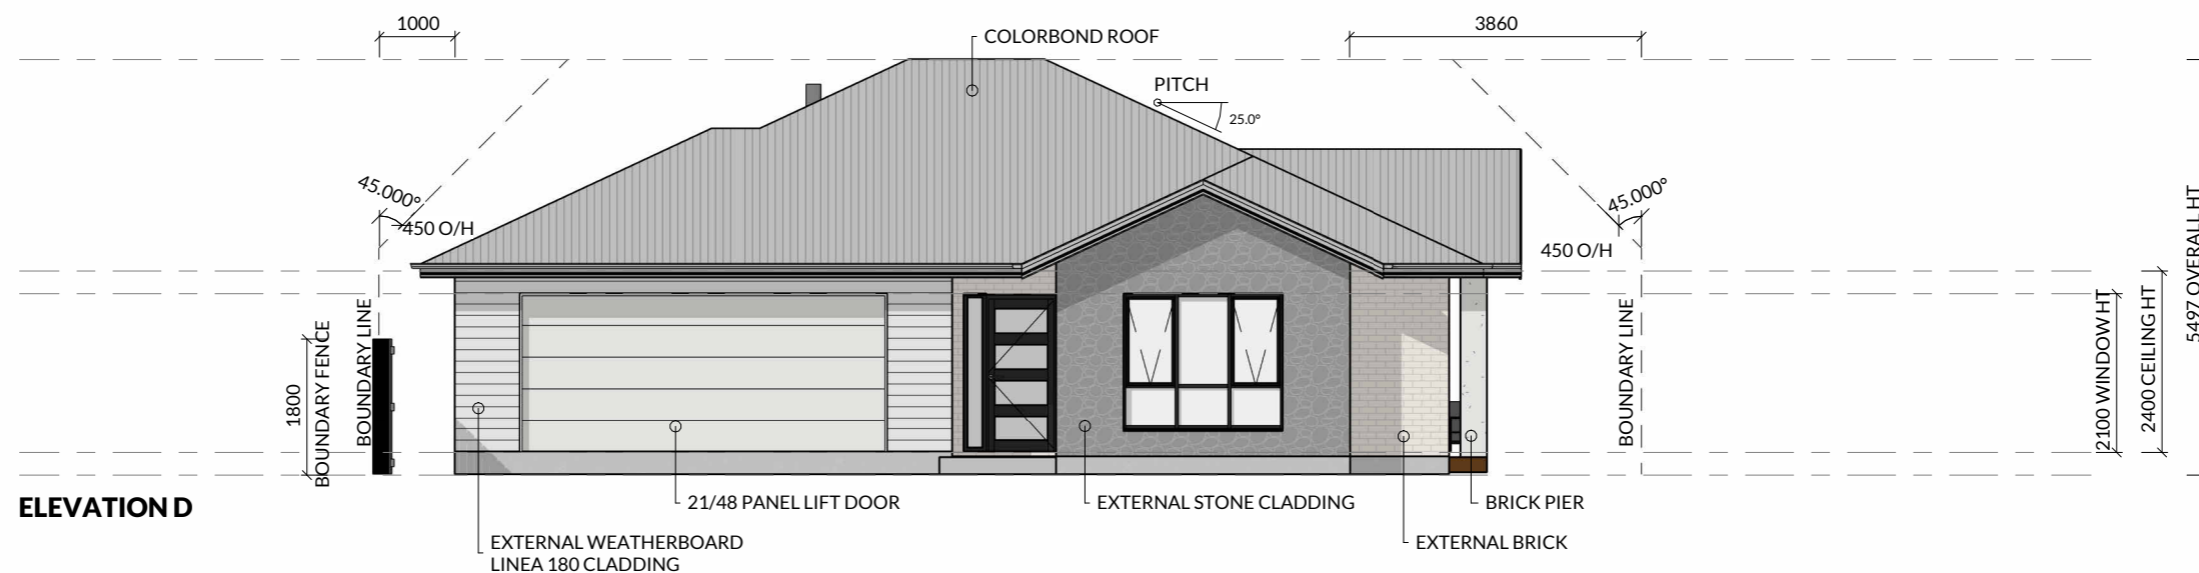 1000
3860
COLORBOND ROOF
PITCH
25.0°
45.000°
450 O/H
45.000°
450 O/H
1800
BOUNDARY FENCE
BOUNDARY LINE
BOUNDARY LINE
2100 WINDOW HT
2400 CEILING HT
5497 OVERALL HT
ELEVATION D
21/48 PANEL LIFT DOOR
EXTERNAL STONE CLADDING
BRICK PIER
EXTERNAL WEATHERBOARD
LINEA 180 CLADDING
EXTERNAL BRICK